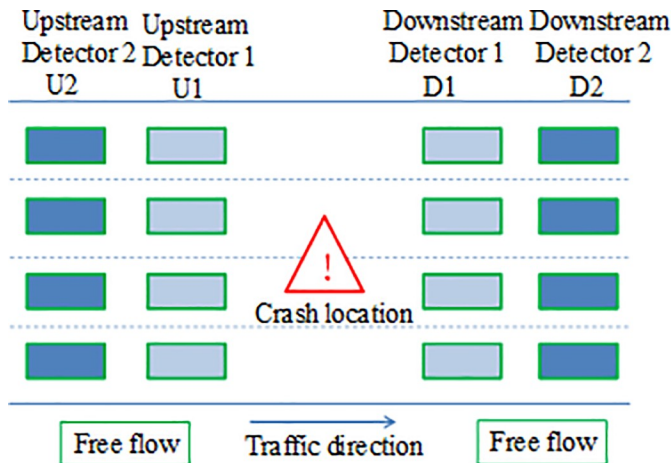 Upstream
Detector 2
U2
Upstream
Detector 1
U1
Downstream
Detector 1
D1
Downstream
Detector 2
D2
!
Crash location
Free flow
Traffic direction
Free flow